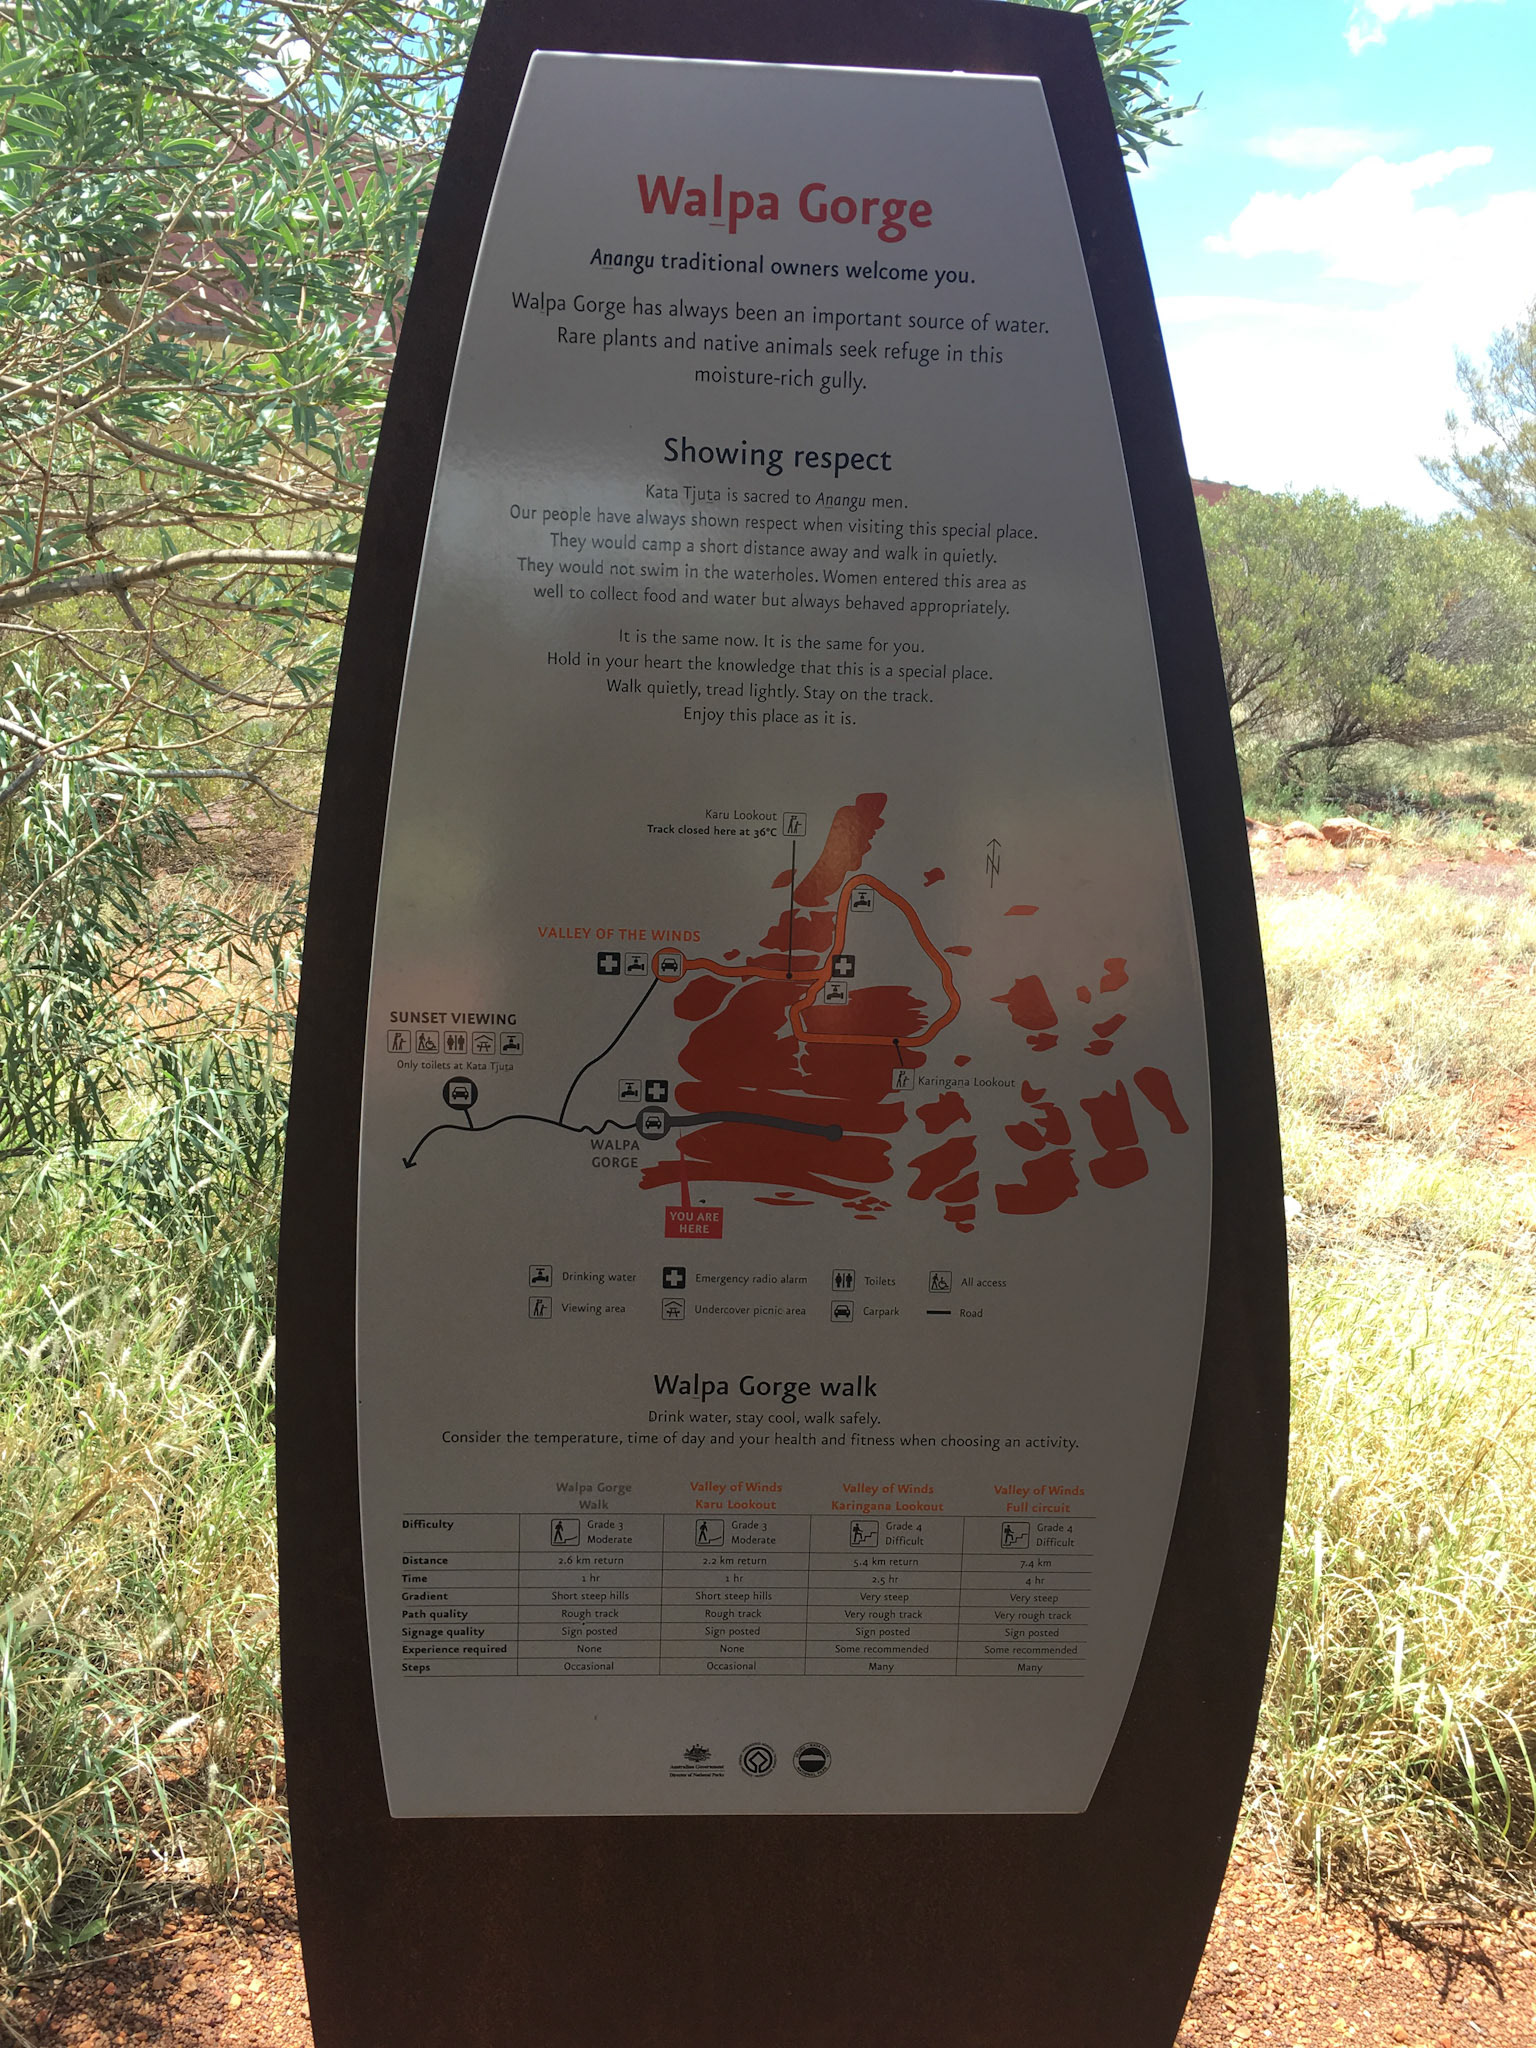 Waḻpa Gorge
Aṉangu traditional owners welcome you.
Waḻpa Gorge has always been an important source of water.
Rare plants and native animals seek refuge in this
moisture-rich gully.
Showing respect
Kata Tjuṯa is sacred to Aṉangu men.
Our people have always shown respect when visiting this special place.
They would camp a short distance away and walk in quietly.
They would not swim in the waterholes. Women entered this area as
well to collect food and water but always behaved appropriately.
It is the same now. It is the same for you.
Hold in your heart the knowledge that this is a special place.
Walk quietly, tread lightly. Stay on the track.
Enjoy this place as it is.
Karu Lookout
Track closed here at 36°C
N
VALLEY OF THE WINDS
SUNSET VIEWING
Only toilets at Kata Tjuṯa
Karingana Lookout
WALPA
GORGE
YOU ARE
HERE
Drinking water Emergency radio alarm Toilets All access
Viewing area Undercover picnic area Carpark Road
Waḻpa Gorge walk
Drink water, stay cool, walk safely.
Consider the temperature, time of day and your health and fitness when choosing an activity.
Walpa Gorge Valley of Winds Valley of Winds Valley of Winds
Walk Karu Lookout Karingana Lookout Full circuit
Difficulty Grade 3 Grade 3 Grade 4 Grade 4
Moderate Moderate Difficult Difficult
Distance 2.6 km return 2.2 km return 5.4 km return 7.4 km
Time 1 hr 1 hr 2.5 hr 4 hr
Gradient Short steep hills Short steep hills Very steep Very steep
Path quality Rough track Rough track Very rough track Very rough track
Signage quality Sign posted Sign posted Sign posted Sign posted
Experience required None None Some recommended Some recommended
Steps Occasional Occasional Many Many
Australian Government
Director of National Parks